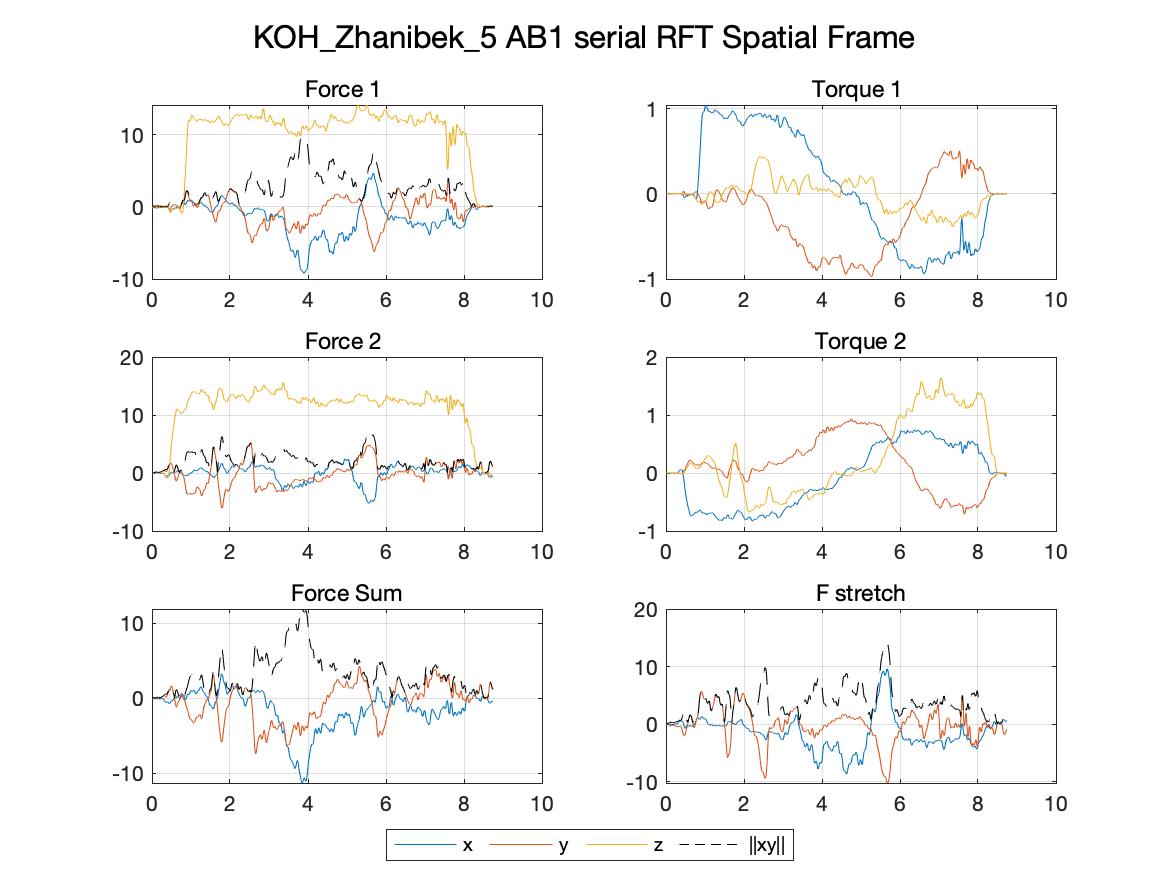 KOH_Zhanibek_5 AB1 serial RFT Spatial Frame
Force 1
10
0
-10
0 2 4 6 8 10
Torque 1
1
0
-1
0 2 4 6 8 10
Force 2
20
10
0
-10
0 2 4 6 8 10
Torque 2
2
1
0
-1
0 2 4 6 8 10
Force Sum
10
0
-10
0 2 4 6 8 10
F stretch
20
10
0
-10
0 2 4 6 8 10
x y z ||xy||